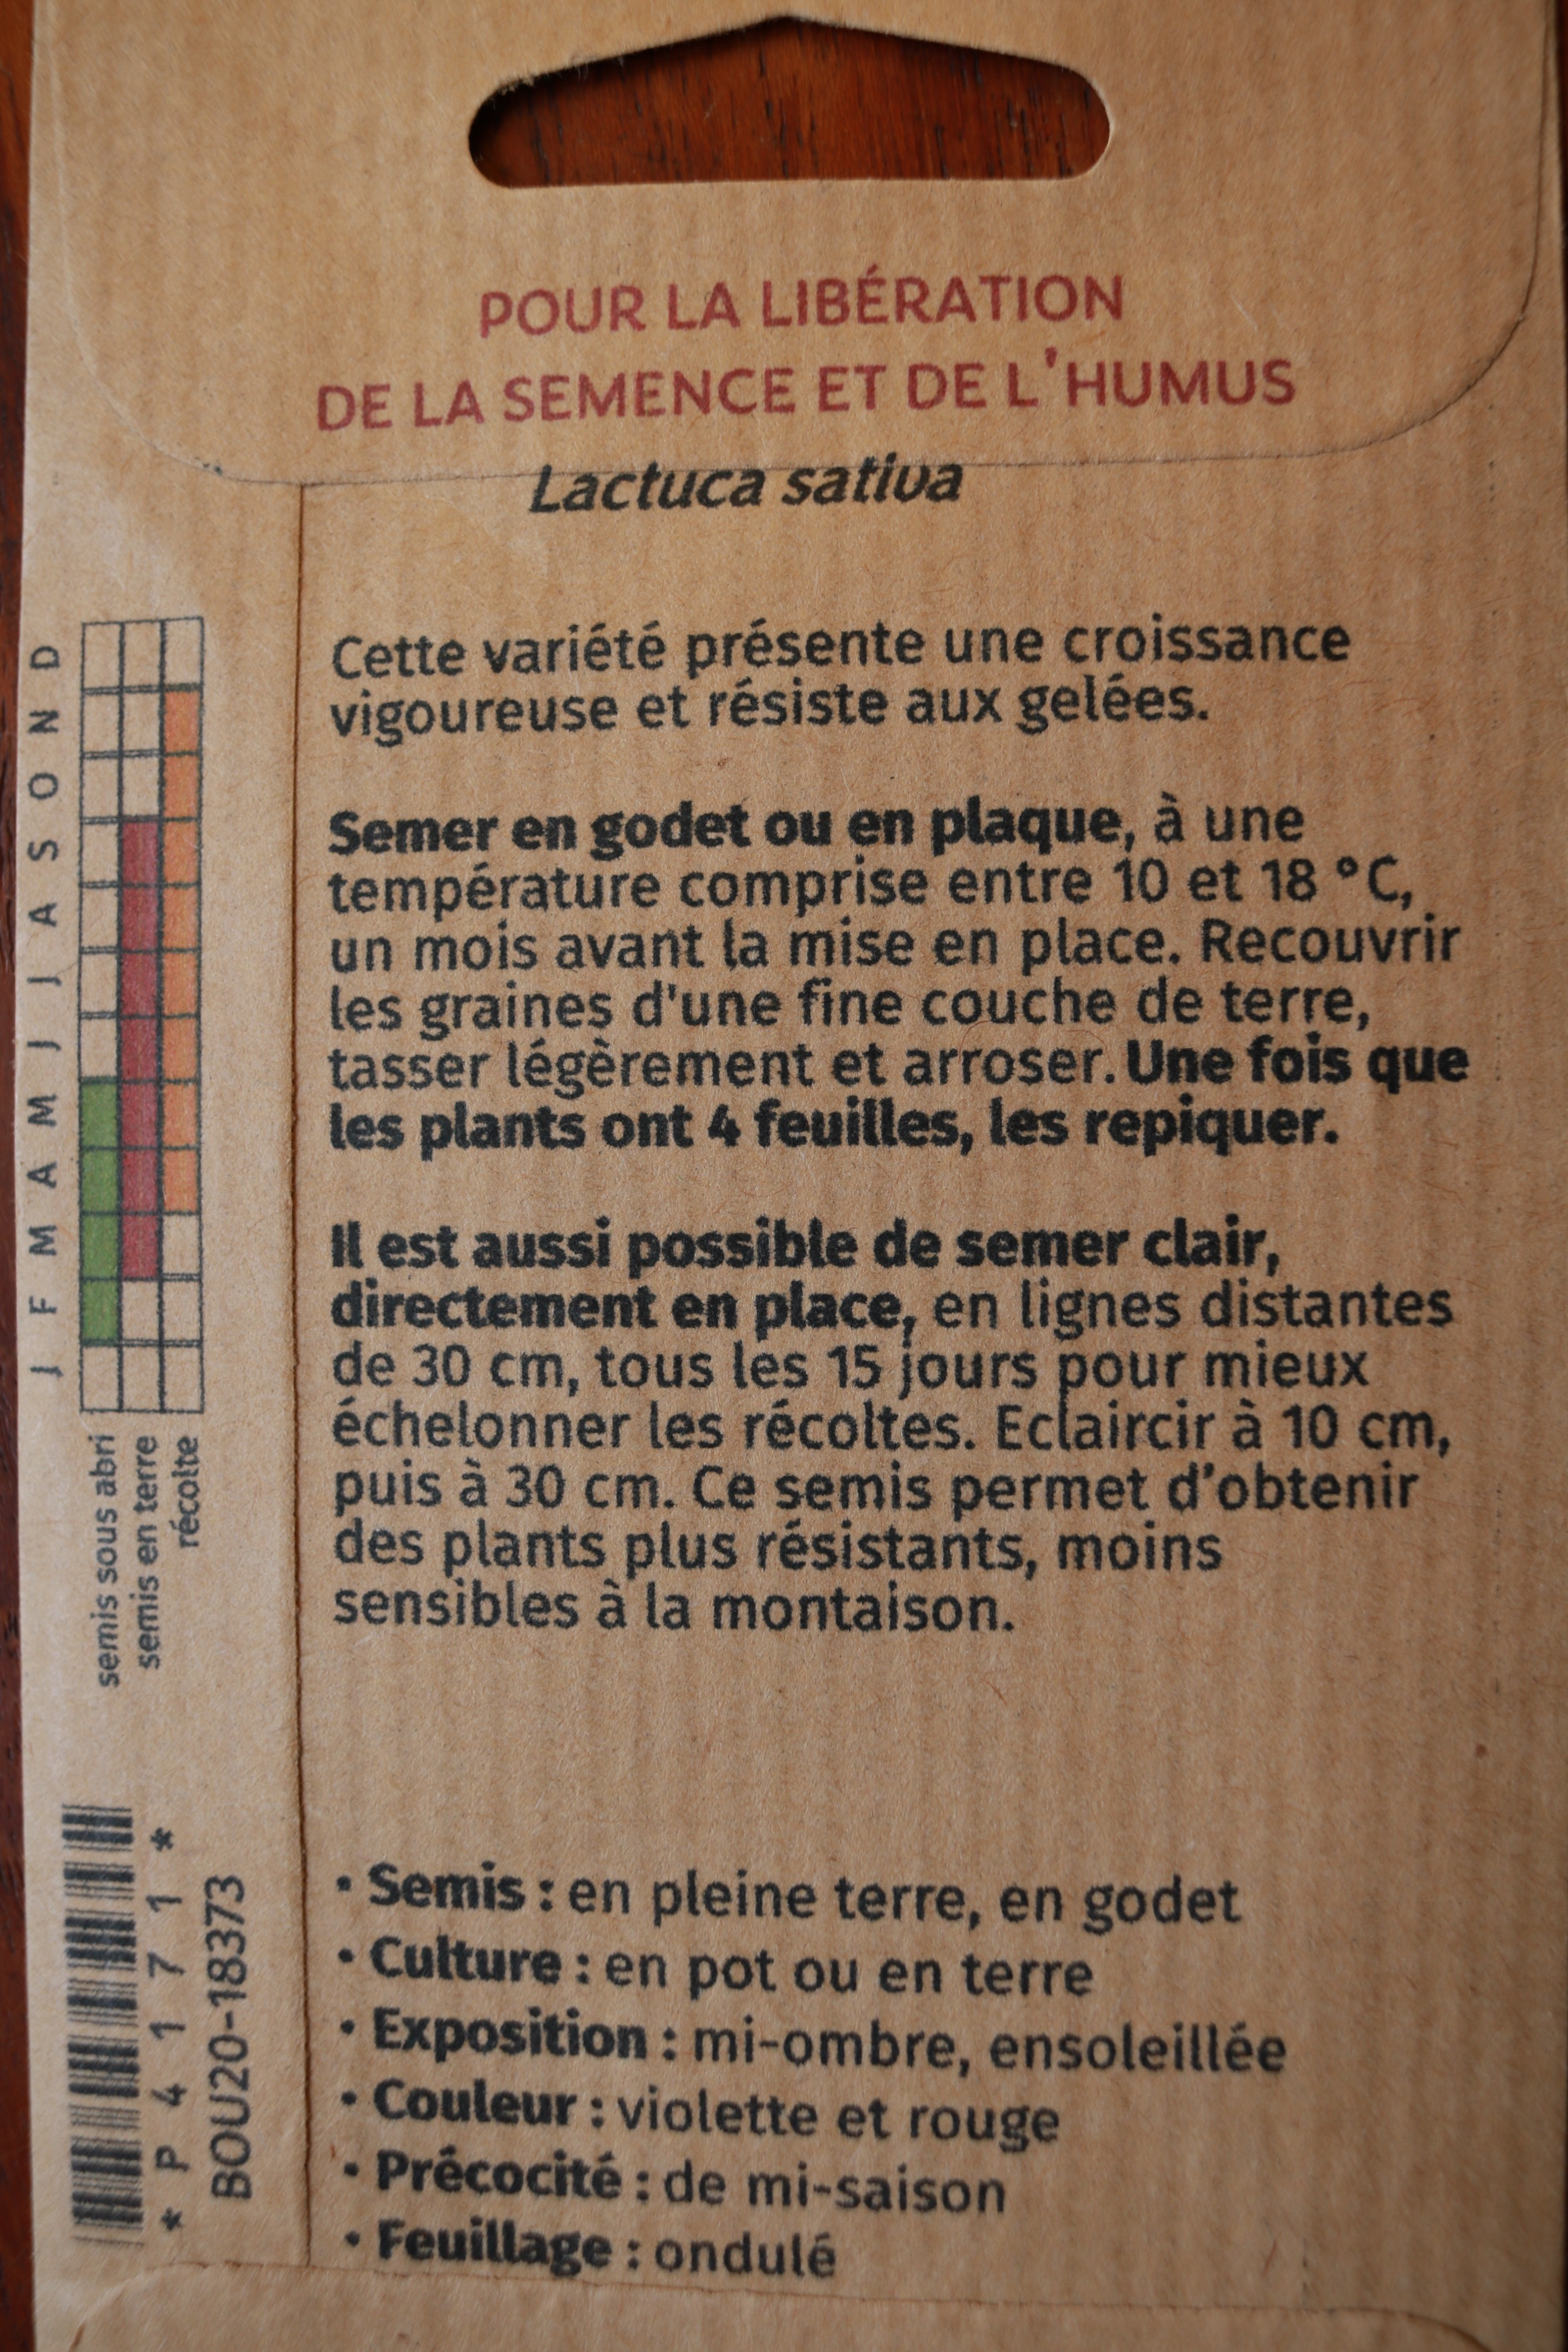 POUR LA LIBÉRATION
DE LA SEMENCE ET DE L'HUMUS
Lactuca sativa
Cette variété présente une croissance
vigoureuse et résiste aux gelées.
Semer en godet ou en plaque, à une
température comprise entre 10 et 18 °C,
un mois avant la mise en place. Recouvrir
les graines d'une fine couche de terre,
tasser légèrement et arroser. Une fois que
les plants ont 4 feuilles, les repiquer.
Il est aussi possible de semer clair,
directement en place, en lignes distantes
de 30 cm, tous les 15 jours pour mieux
échelonner les récoltes. Eclaircir à 10 cm,
puis à 30 cm. Ce semis permet d'obtenir
des plants plus résistants, moins
sensibles à la montaison.
• Semis : en pleine terre, en godet
• Culture : en pot ou en terre
• Exposition : mi-ombre, ensoleillée
• Couleur : violette et rouge
• Précocité : de mi-saison
• Feuillage : ondulé
J F M A M J J A S O N D
semis sous abri
semis en terre
récolte
* P 4 1 7 1 *
BOU20-18373